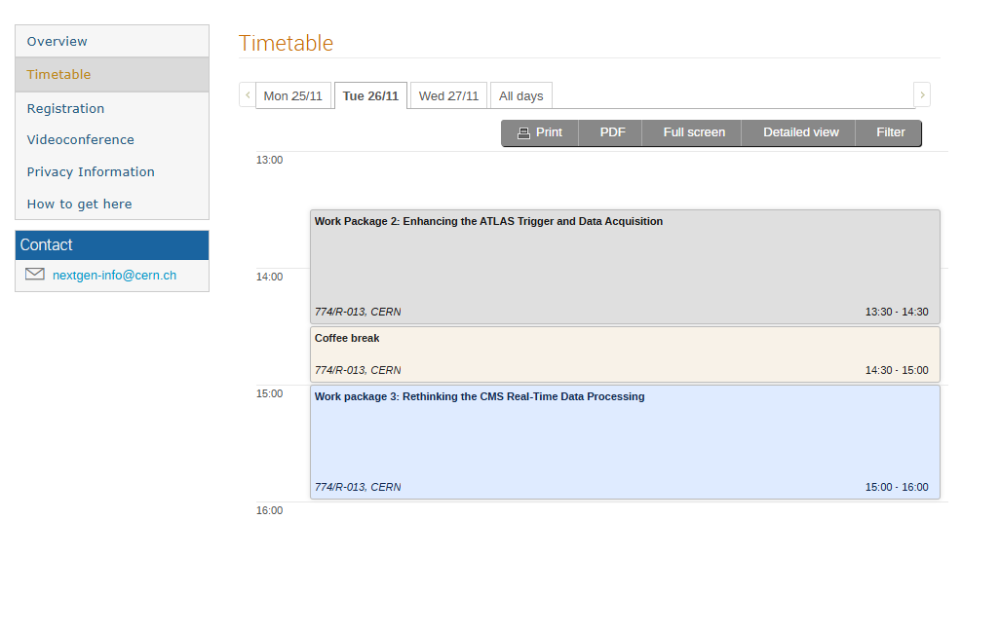 Overview
Timetable
Registration
Videoconference
Privacy Information
How to get here
Contact
nextgen-info@cern.ch
Timetable
Mon 25/11
Tue 26/11
Wed 27/11
All days
Print
PDF
Full screen
Detailed view
Filter
13:00
Work Package 2: Enhancing the ATLAS Trigger and Data Acquisition
14:00
774/R-013, CERN
13:30 - 14:30
Coffee break
774/R-013, CERN
14:30 - 15:00
15:00
Work package 3: Rethinking the CMS Real-Time Data Processing
774/R-013, CERN
15:00 - 16:00
16:00